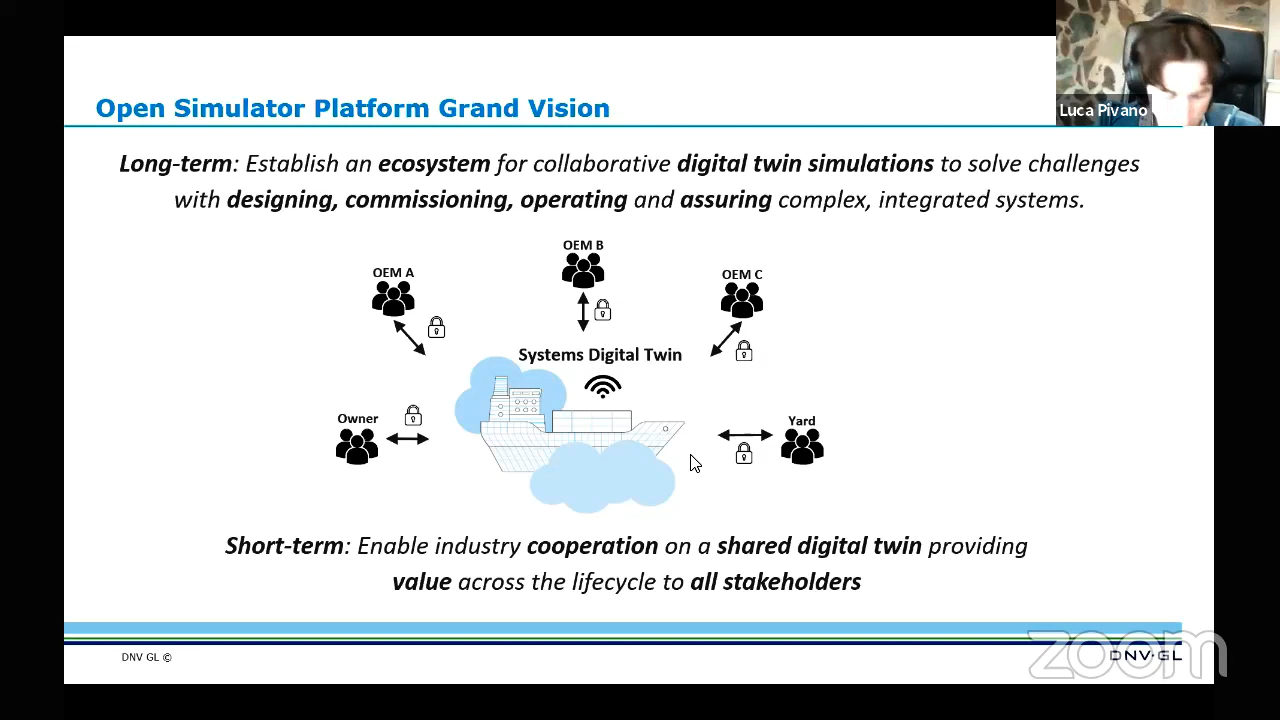 Luca Pivano
Open Simulator Platform Grand Vision
Long-term: Establish an ecosystem for collaborative digital twin simulations to solve challenges
with designing, commissioning, operating and assuring complex, integrated systems.
OEM B
OEM A
OEM C
Systems Digital Twin
Owner
Yard
Short-term: Enable industry cooperation on a shared digital twin providing
value across the lifecycle to all stakeholders
DNV GL ©
DNV·GL
zoom